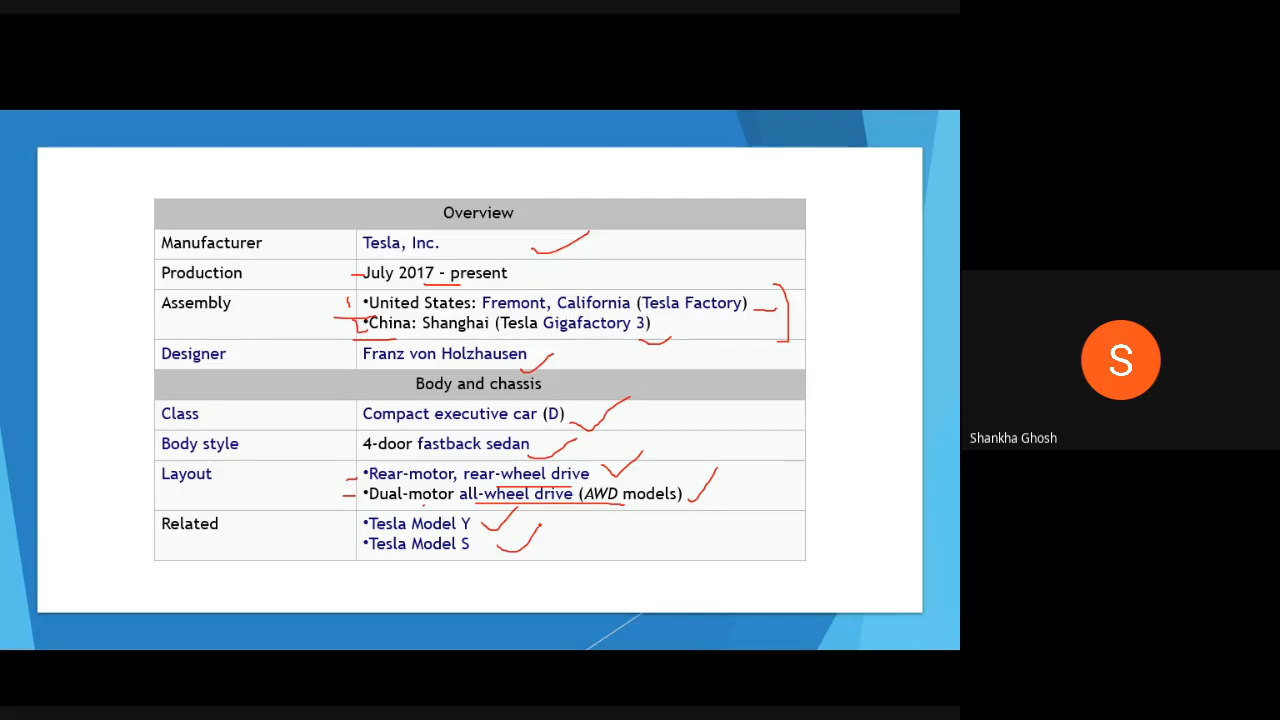 Overview
Manufacturer Tesla, Inc.
Production July 2017 - present
Assembly •United States: Fremont, California (Tesla Factory)
•China: Shanghai (Tesla Gigafactory 3)
Designer Franz von Holzhausen
Body and chassis
Class Compact executive car (D)
Body style 4-door fastback sedan
Layout •Rear-motor, rear-wheel drive
•Dual-motor all-wheel drive (AWD models)
Related •Tesla Model Y
•Tesla Model S
S
Shankha Ghosh